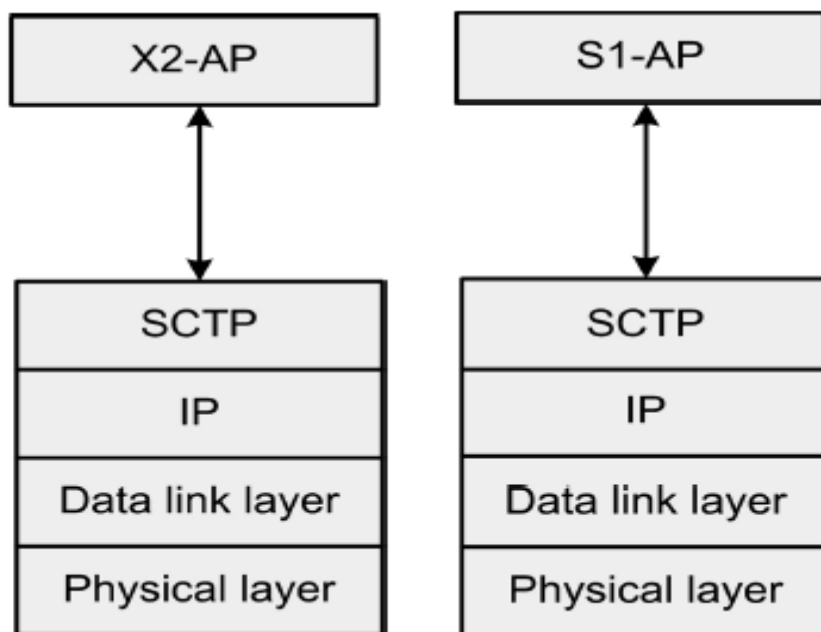 X2-AP
S1-AP
SCTP
IP
Data link layer
Physical layer
SCTP
IP
Data link layer
Physical layer